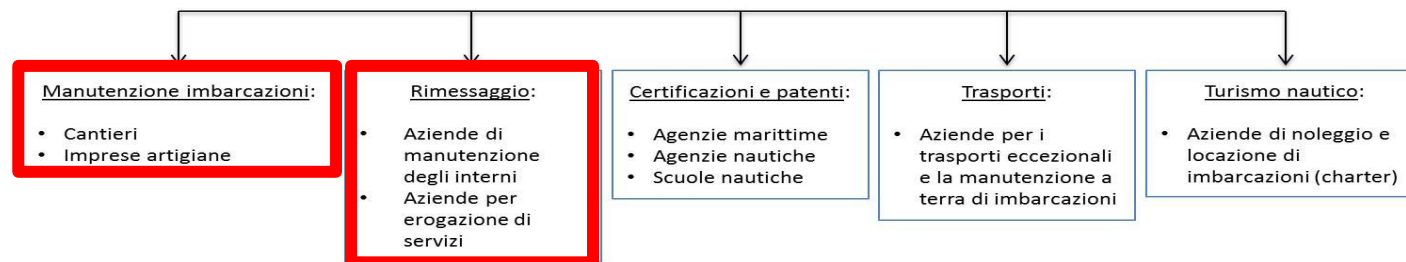 Manutenzione imbarcazioni:
• Cantieri
• Imprese artigiane
Rimessaggio:
• Aziende di
manutenzione
degli interni
• Aziende per
erogazione di
servizi
Certificazioni e patenti:
• Agenzie marittime
• Agenzie nautiche
• Scuole nautiche
Trasporti:
• Aziende per i
trasporti eccezionali
e la manutenzione a
terra di imbarcazioni
Turismo nautico:
• Aziende di noleggio e
locazione di
imbarcazioni (charter)